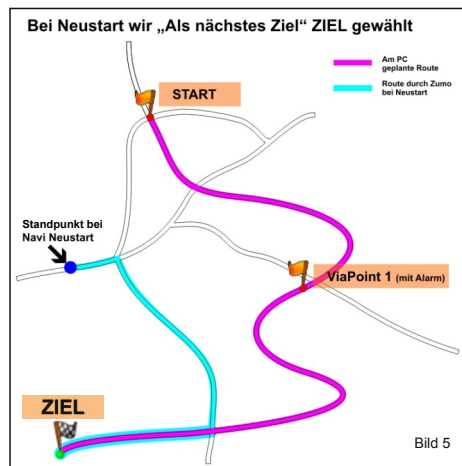 Bei Neustart wir „Als nächstes Ziel“ ZIEL gewählt
Am PC
geplante Route
Route durch Zumo
bei Neustart
START
Standpunkt bei
Navi Neustart
ViaPoint 1 (mit Alarm)
ZIEL
Bild 5